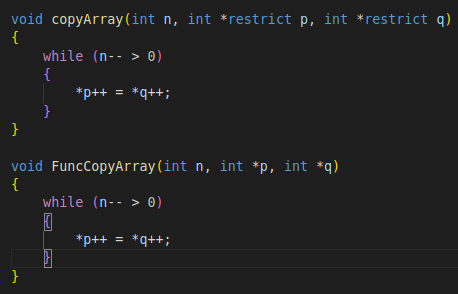 void copyArray(int n, int *restrict p, int *restrict q)
{
    while (n-- > 0)
    {
        *p++ = *q++;
    }
}

void FuncCopyArray(int n, int *p, int *q)
{
    while (n-- > 0)
    {
        *p++ = *q++;
    }
}